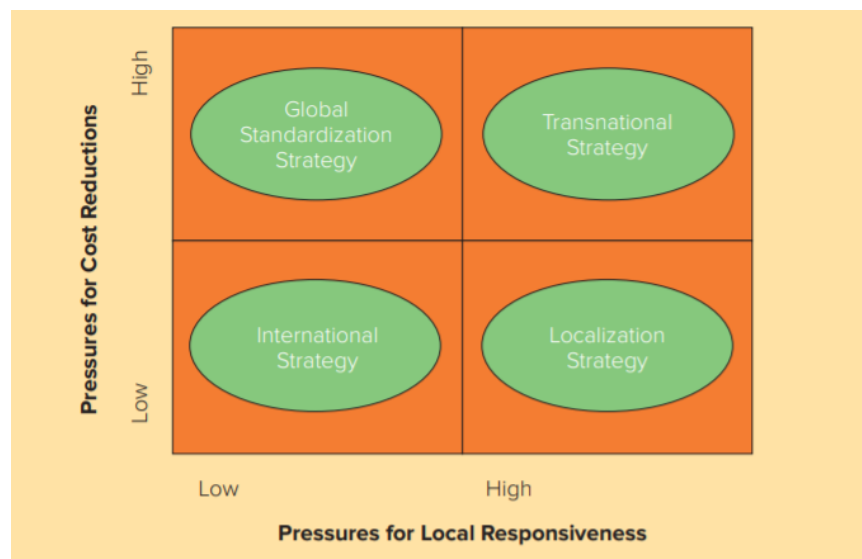 Pressures for Cost Reductions
High
Low
Global
Standardization
Strategy
Transnational
Strategy
International
Strategy
Localization
Strategy
Low
High
Pressures for Local Responsiveness